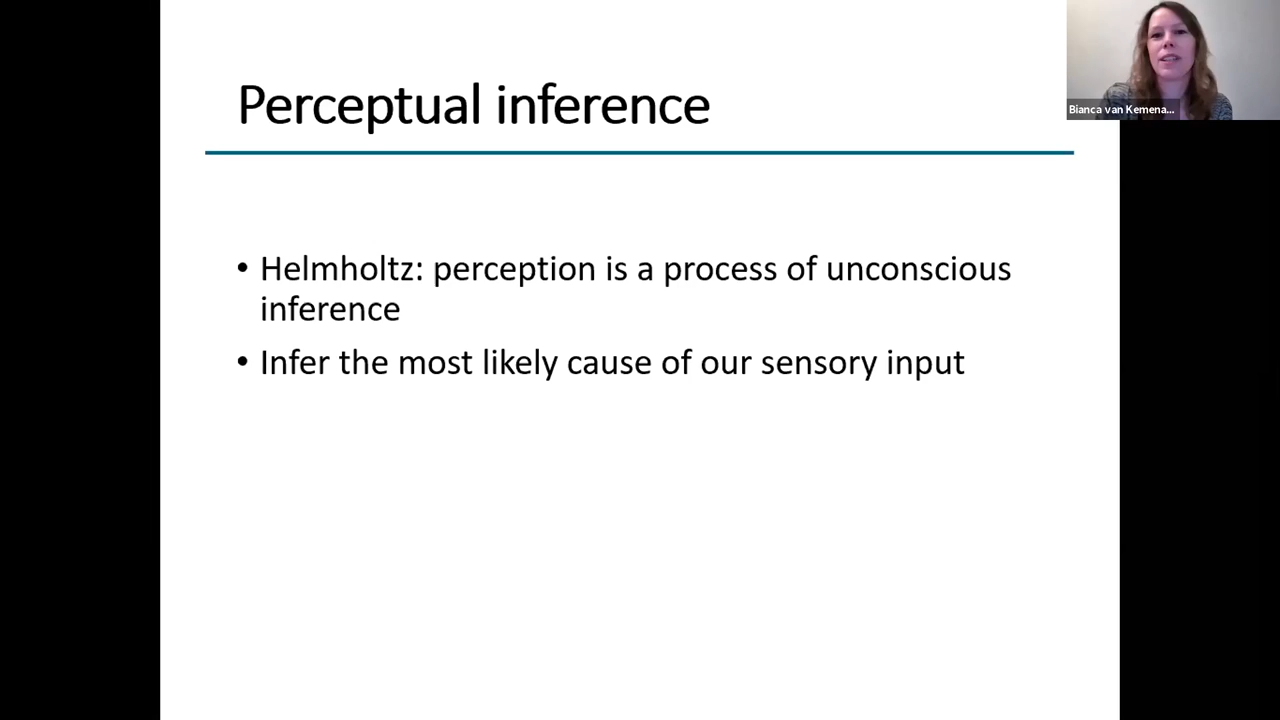 Perceptual inference
Bianca van Kemena...
• Helmholtz: perception is a process of unconscious
inference
• Infer the most likely cause of our sensory input